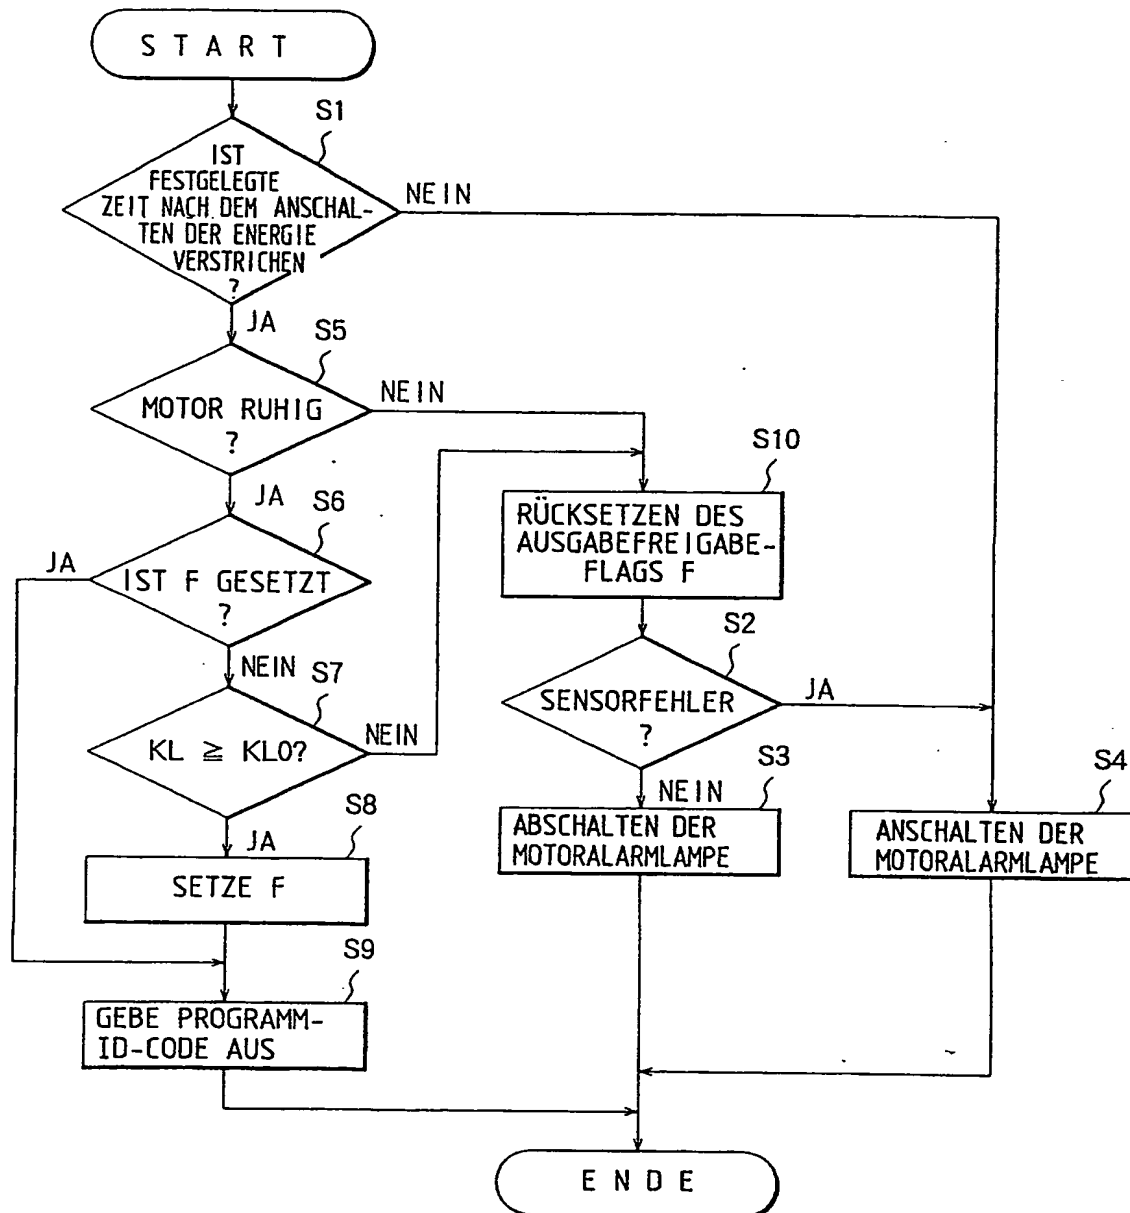 START
S1
IST
FESTGELEGTE
ZEIT NACH DEM ANSCHAL-
TEN DER ENERGIE
VERSTRICHEN
?
NEIN
JA
S5
MOTOR RUHIG
?
NEIN
JA
S6
IST F GESETZT
?
JA
NEIN
S7
KL ≧ KL0?
NEIN
JA
S8
SETZE F
S9
GEBE PROGRAMM-
ID-CODE AUS
S10
RÜCKSETZEN DES
AUSGABEFREIGABE-
FLAGS F
S2
SENSORFEHLER
?
JA
NEIN
S3
ABSCHALTEN DER
MOTORALARMLAMPE
S4
ANSCHALTEN DER
MOTORALARMLAMPE
ENDE